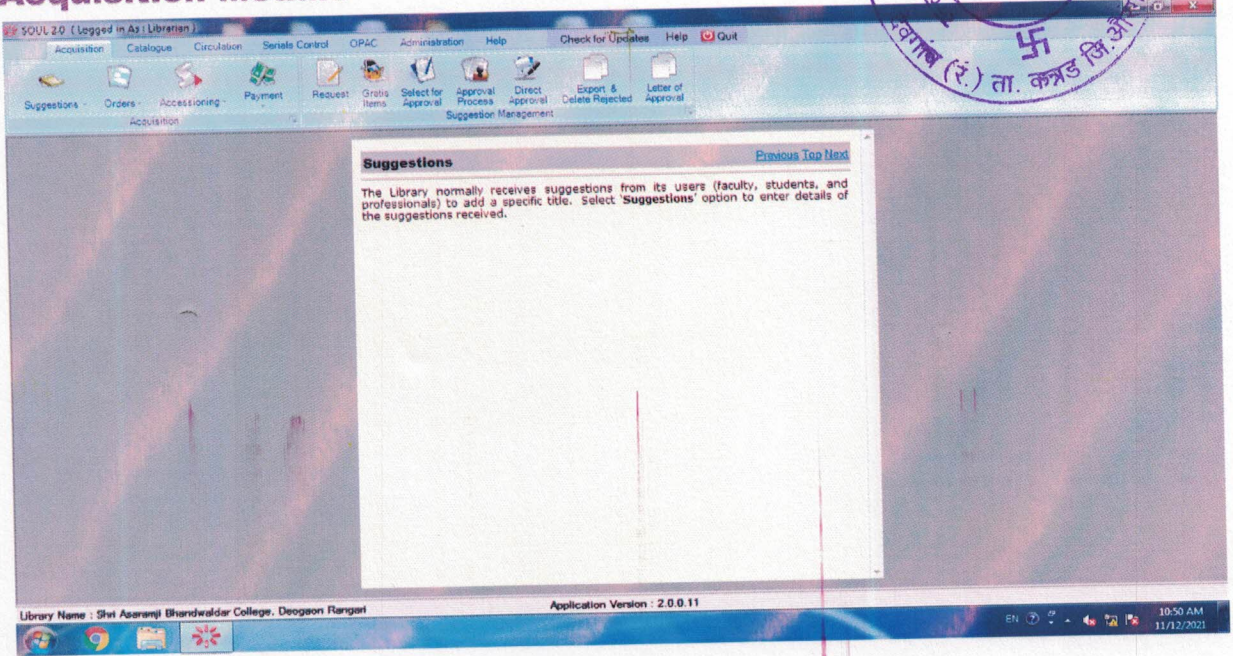 SOUL 2.0 ( Logged in As : Librarian )
Acquisition Catalogue Circulation Serials Control OPAC Administration Help Check for Updates Help Quit
Suggestions Orders Accessioning Payment Request Gratis Items Select for Approval Approval Process Direct Approval Export & Delete Rejected Letter of Approval
Acquisition Suggestion Management
(रं.) ता. कन्नड जि.
Suggestions Previous Top Next
The Library normally receives suggestions from its users (faculty, students, and
professionals) to add a specific title. Select 'Suggestions' option to enter details of
the suggestions received.
Library Name : Shri Asaramji Bhandwaldar College, Deogaon Rangari Application Version : 2.0.0.11
EN 10:50 AM
11/12/2021